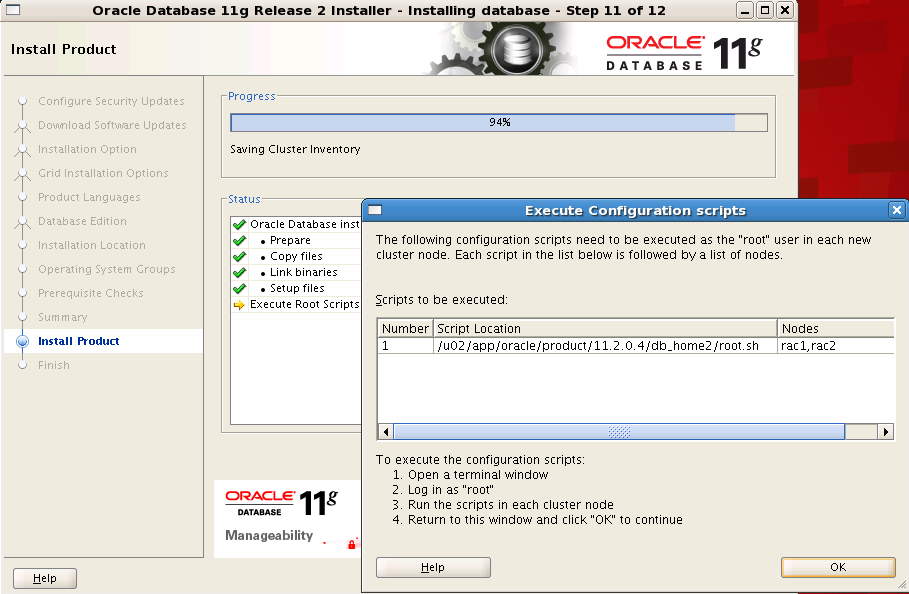 Oracle Database 11g Release 2 Installer - Installing database - Step 11 of 12
Install Product
ORACLE
DATABASE
11g
Configure Security Updates
Download Software Updates
Installation Option
Grid Installation Options
Product Languages
Database Edition
Installation Location
Operating System Groups
Prerequisite Checks
Summary
Install Product
Finish
Progress
94%
Saving Cluster Inventory
Status
Oracle Database inst
Prepare
Copy files
Link binaries
Setup files
Execute Root Scripts
ORACLE
DATABASE
11g
Manageability
Help
Execute Configuration scripts
The following configuration scripts need to be executed as the "root" user in each new
cluster node. Each script in the list below is followed by a list of nodes.
Scripts to be executed:
Number Script Location Nodes
1 /u02/app/oracle/product/11.2.0.4/db_home2/root.sh rac1,rac2
To execute the configuration scripts:
1. Open a terminal window
2. Log in as "root"
3. Run the scripts in each cluster node
4. Return to this window and click "OK" to continue
Help
OK